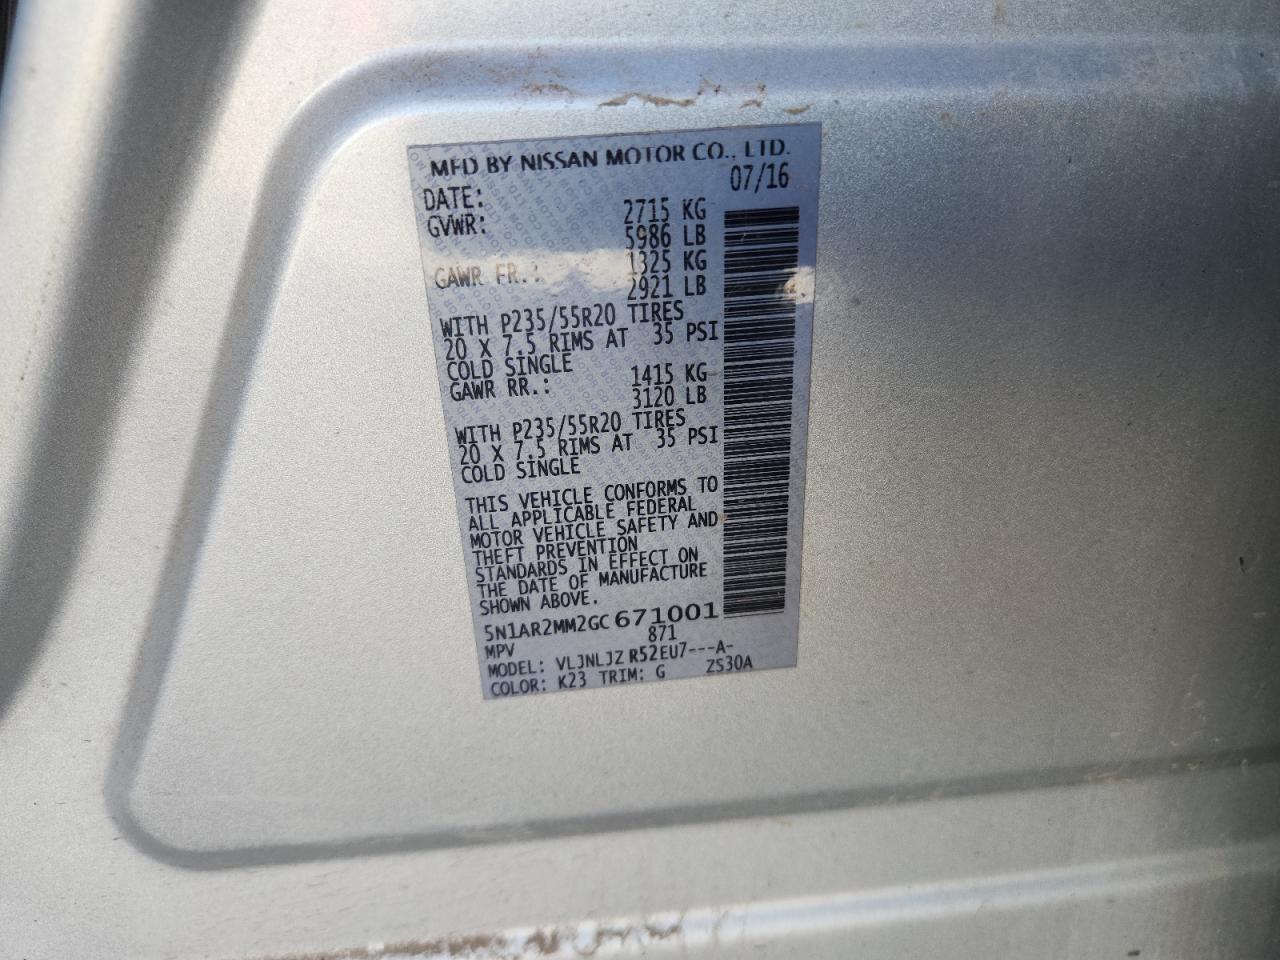 MFD BY NISSAN MOTOR CO., LTD.
DATE: 07/16
GVWR: 2715 KG
5986 LB
GAWR FR.: 1325 KG
2921 LB
WITH P235/55R20 TIRES
20 X 7.5 RIMS AT 35 PSI
COLD SINGLE
GAWR RR.: 1415 KG
3120 LB
WITH P235/55R20 TIRES
20 X 7.5 RIMS AT 35 PSI
COLD SINGLE
THIS VEHICLE CONFORMS TO
ALL APPLICABLE FEDERAL
MOTOR VEHICLE SAFETY AND
THEFT PREVENTION
STANDARDS IN EFFECT ON
THE DATE OF MANUFACTURE
SHOWN ABOVE.
5N1AR2MM2GC671001
MPV 871
MODEL: VLJNLJZ R52EU7---A-
COLOR: K23 TRIM: G ZS30A